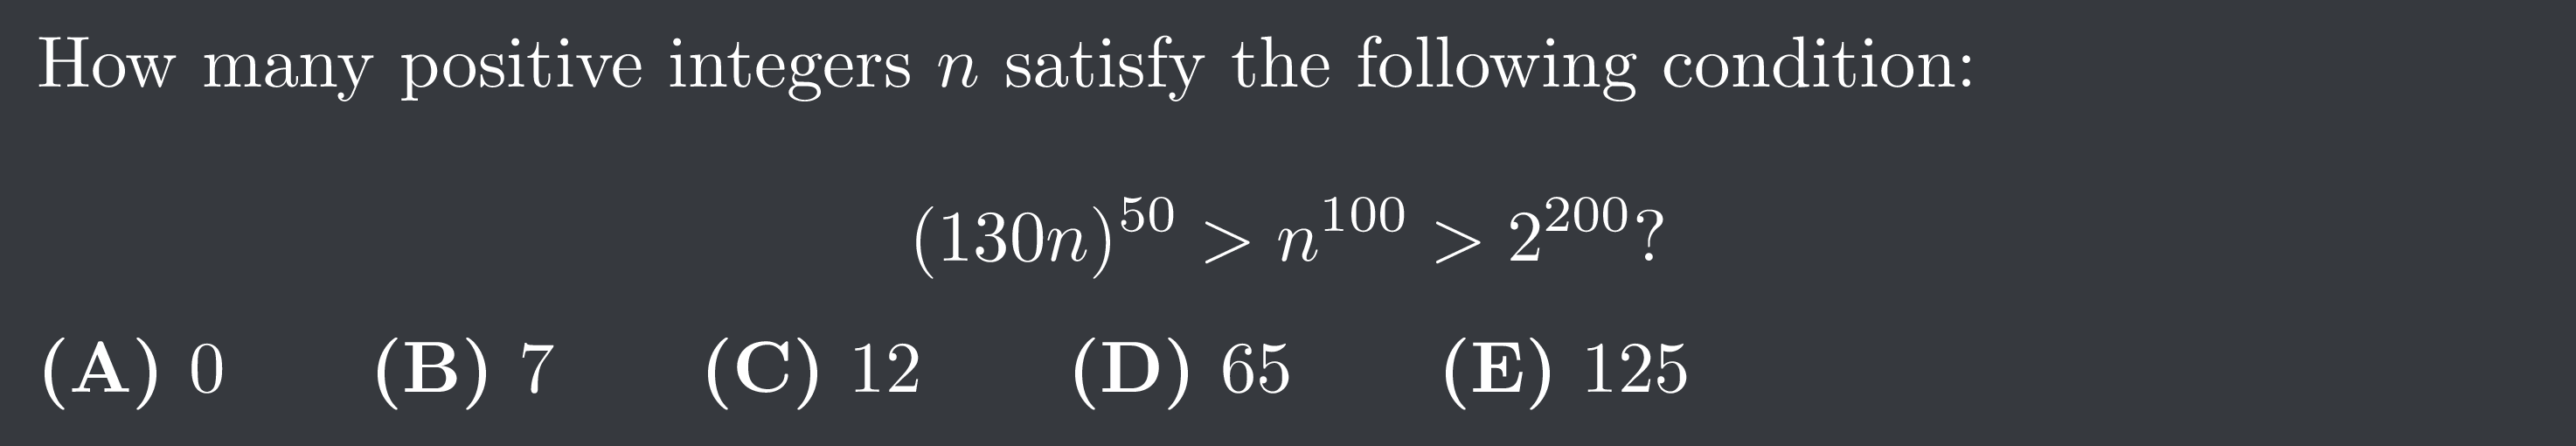 How many positive integers n satisfy the following condition:
(130n)^50 > n^100 > 2^200?
(A) 0 (B) 7 (C) 12 (D) 65 (E) 125